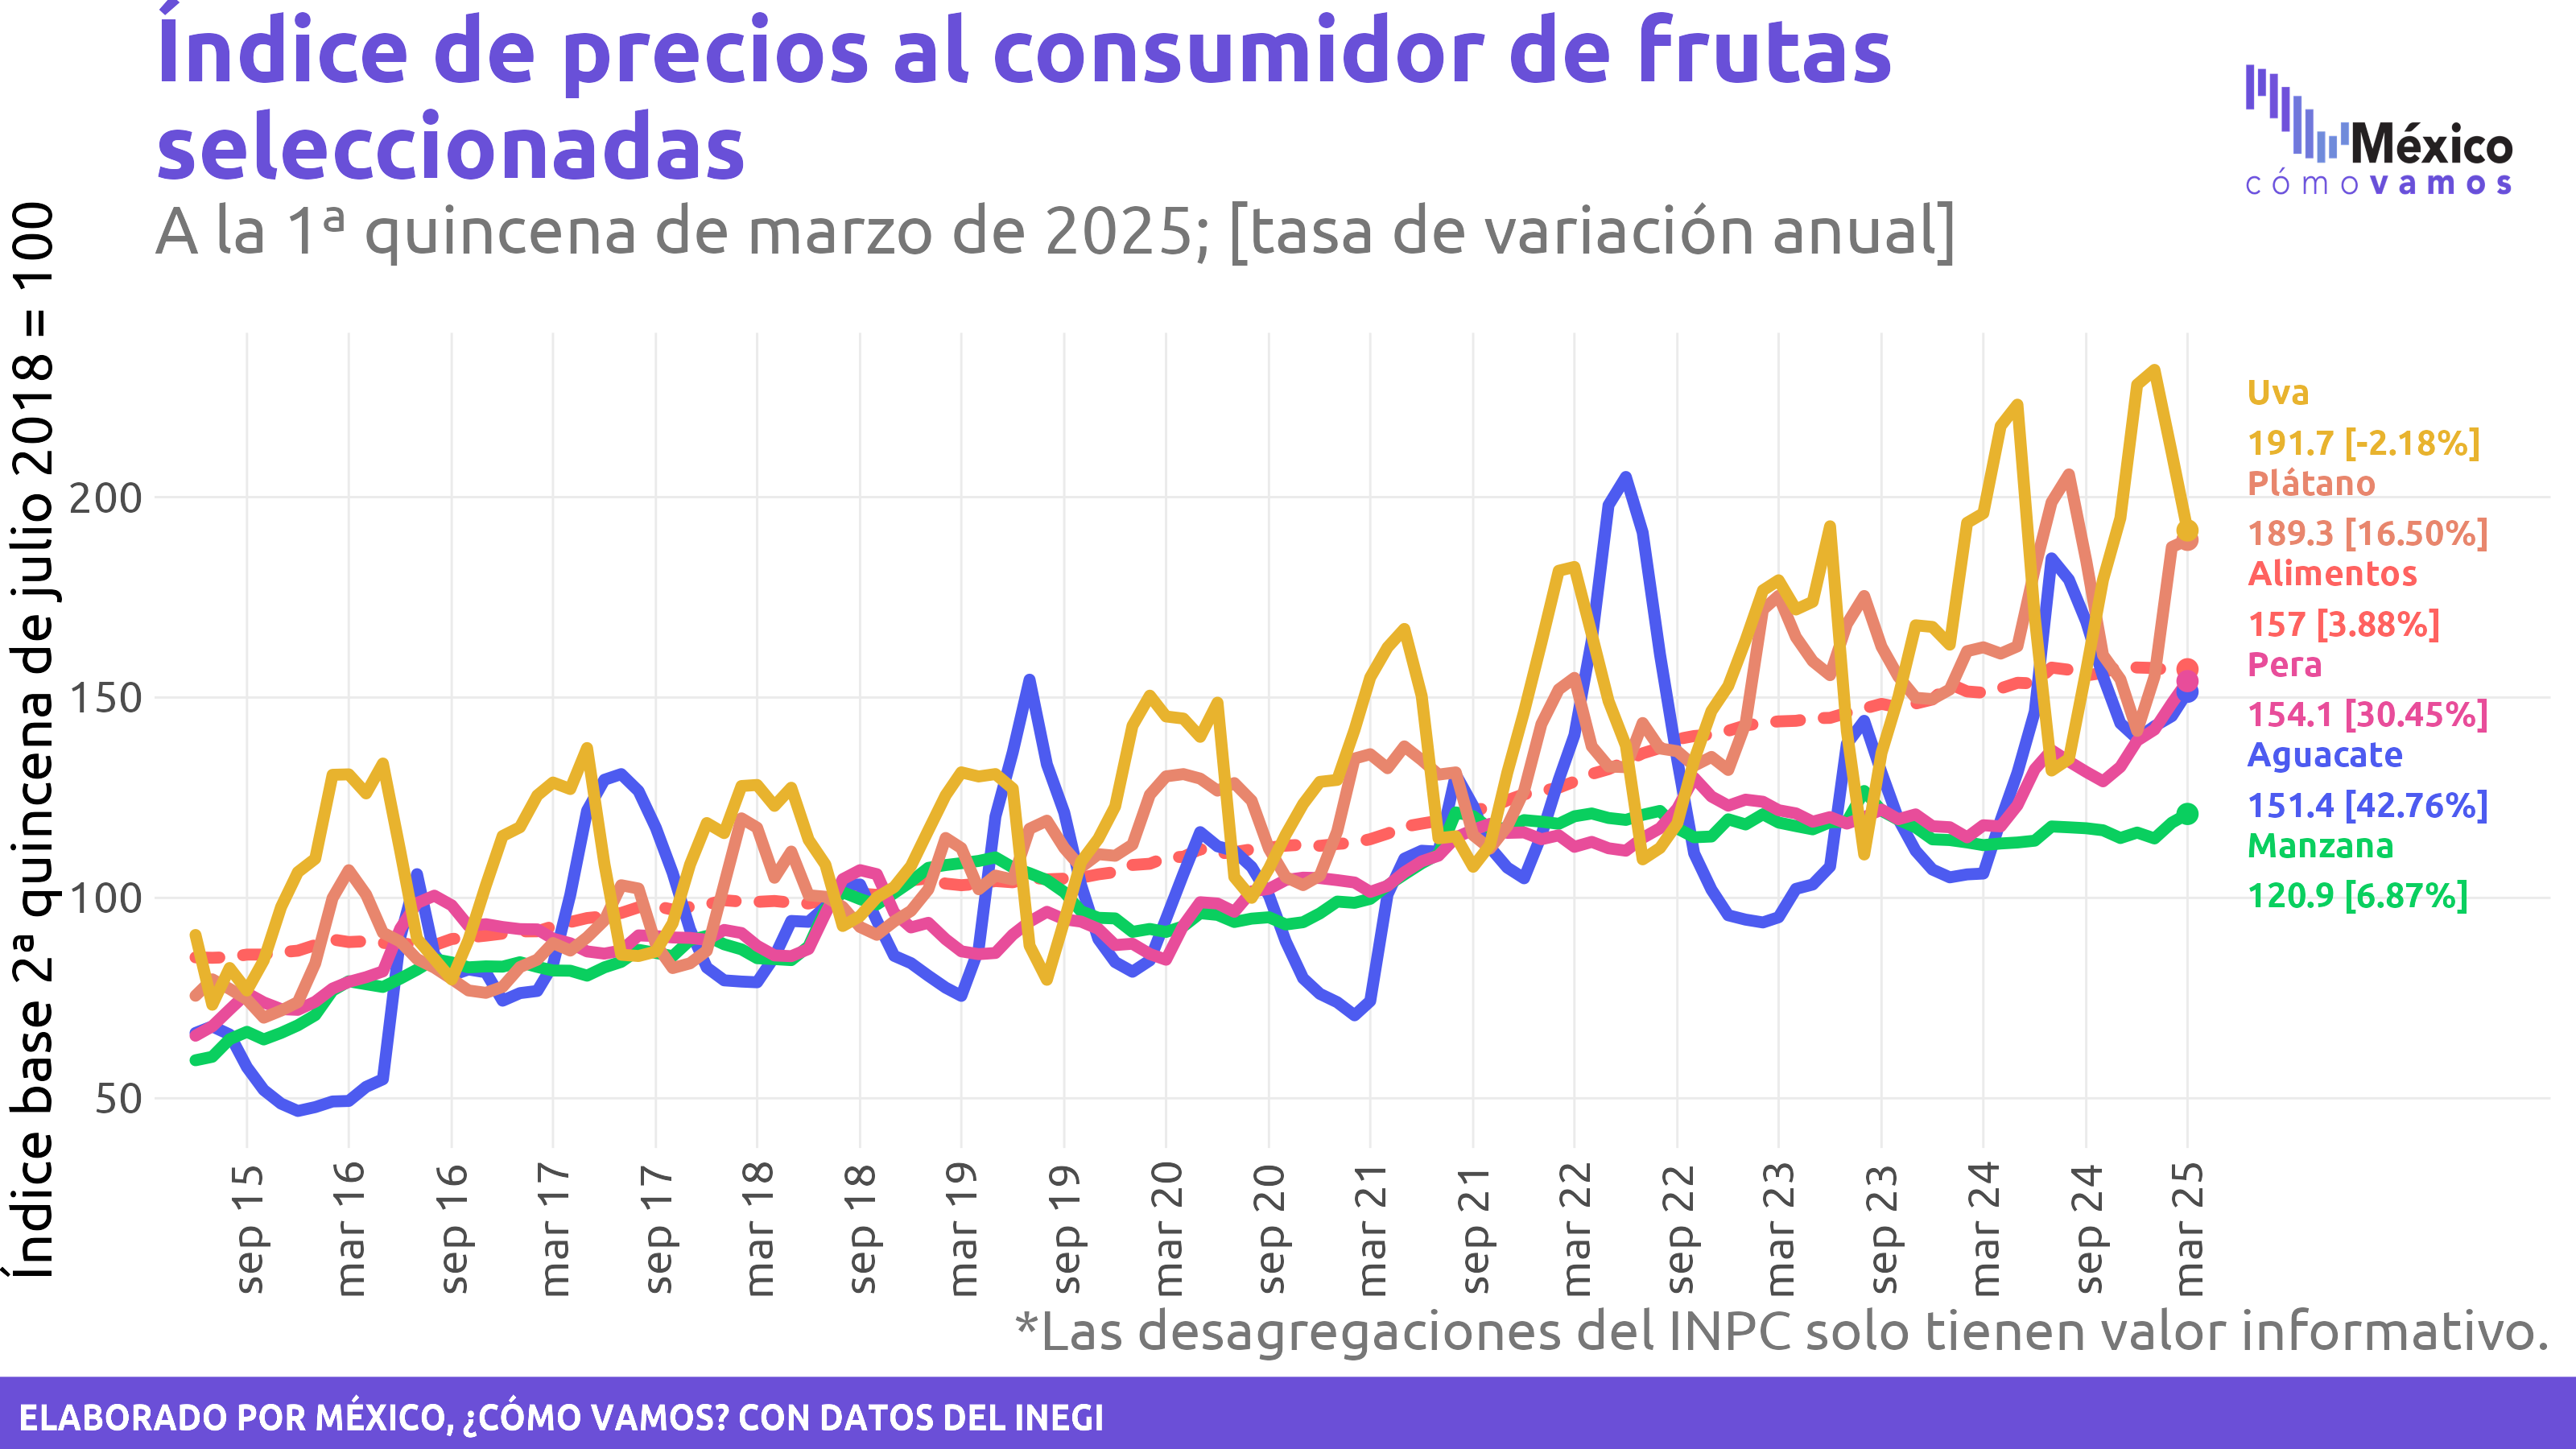 Índice de precios al consumidor de frutas
seleccionadas
A la 1ª quincena de marzo de 2025; [tasa de variación anual]
México
cómo vamos
Índice base 2ª quincena de julio 2018 = 100
200
150
100
50
Uva
191.7 [-2.18%]
Plátano
189.3 [16.50%]
Alimentos
157 [3.88%]
Pera
154.1 [30.45%]
Aguacate
151.4 [42.76%]
Manzana
120.9 [6.87%]
sep 15
mar 16
sep 16
mar 17
sep 17
mar 18
sep 18
mar 19
sep 19
mar 20
sep 20
mar 21
sep 21
mar 22
sep 22
mar 23
sep 23
mar 24
sep 24
mar 25
*Las desagregaciones del INPC solo tienen valor informativo.
ELABORADO POR MÉXICO, ¿CÓMO VAMOS? CON DATOS DEL INEGI